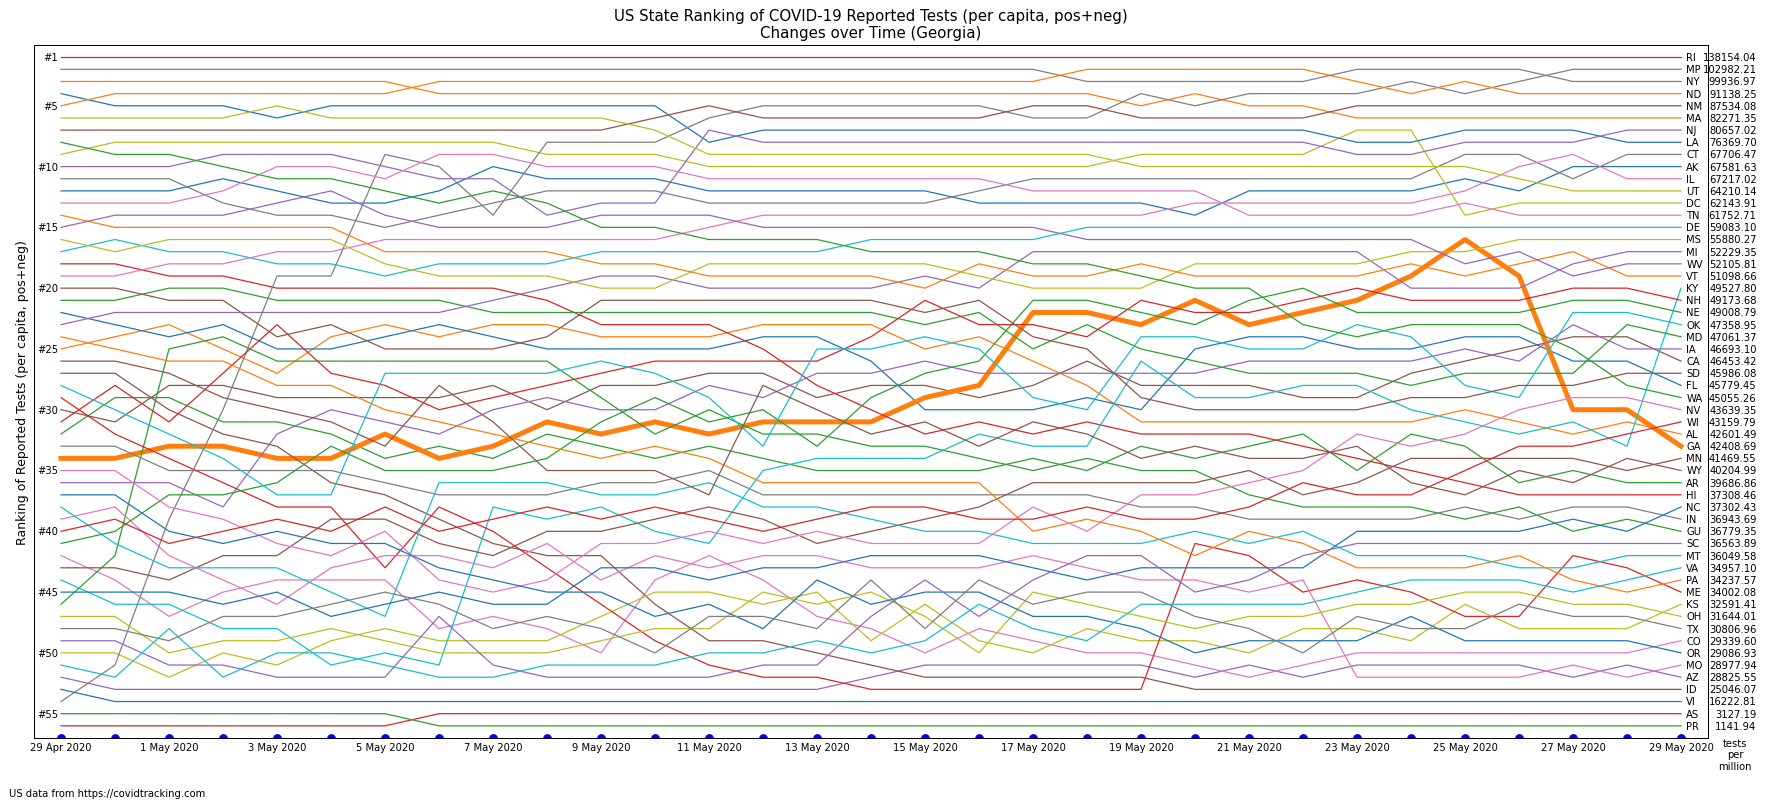 US State Ranking of COVID-19 Reported Tests (per capita, pos+neg)
Changes over Time (Georgia)
Ranking of Reported Tests (per capita, pos+neg)
#1
#5
#10
#15
#20
#25
#30
#35
#40
#45
#50
#55
RI 138154.04
MP 102982.21
NY 99936.97
ND 91138.25
NM 87534.08
MA 82271.35
NJ 80657.02
LA 76369.70
CT 67706.47
AK 67581.63
IL 67217.02
UT 64210.14
DC 62143.91
TN 61752.71
DE 59083.10
MS 55880.27
MI 52229.35
WV 52105.81
VT 51098.66
KY 49527.80
NH 49173.68
NE 49008.79
OK 47358.95
MD 47061.37
IA 46693.10
CA 46453.42
SD 45986.08
FL 45779.45
WA 45055.26
NV 43639.35
WI 43159.79
AL 42601.49
GA 42408.69
MN 41469.55
WY 40204.99
AR 39686.86
HI 37308.46
NC 37302.43
IN 36943.69
GU 36779.35
SC 36563.89
MT 36049.58
VA 34957.10
PA 34237.57
ME 34002.08
KS 32591.41
OH 31644.01
TX 30806.96
CO 29339.60
OR 29086.93
MO 28977.94
AZ 28825.55
ID 25046.07
VI 16222.81
AS 3127.19
PR 1141.94
29 Apr 2020 1 May 2020 3 May 2020 5 May 2020 7 May 2020 9 May 2020 11 May 2020 13 May 2020 15 May 2020 17 May 2020 19 May 2020 21 May 2020 23 May 2020 25 May 2020 27 May 2020 29 May 2020
tests
per
million
US data from https://covidtracking.com